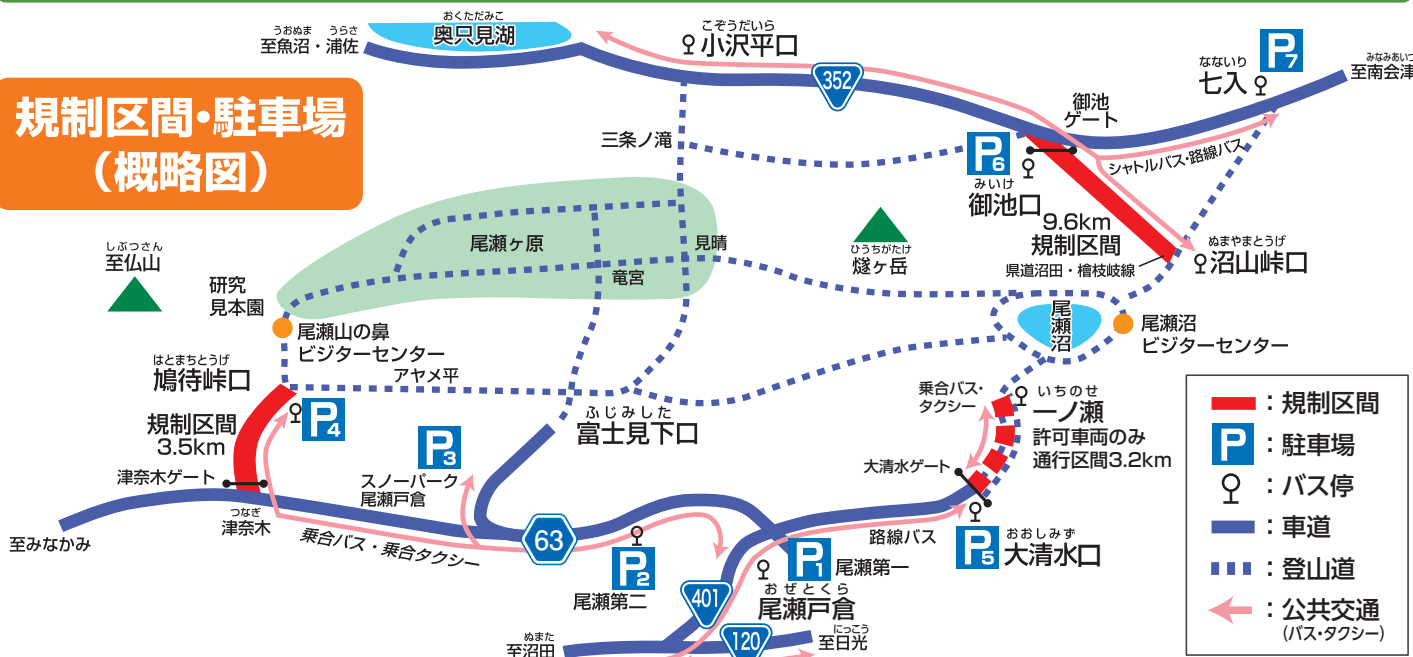 規制区間・駐車場
（概略図）
うおぬま うらさ
至魚沼・浦佐
おくただみこ
奥只見湖
こぞうだいら
小沢平口
352
なないり
七入
P7
みなみあいづ
至南会津
御池
ゲート
シャトルバス・路線バス
三条ノ滝
P6
みいけ
御池口
9.6km
規制区間
県道沼田・檜枝岐線
ぬまやまとうげ
沼山峠口
しぶつさん
至仏山
研究
見本園
尾瀬ヶ原
見晴
竜宮
ひうちがたけ
燧ヶ岳
尾瀬山の鼻
ビジターセンター
尾瀬沼
尾瀬沼
ビジターセンター
はとまちとうげ
鳩待峠口
アヤメ平
P4
規制区間
3.5km
津奈木ゲート
つなぎ
津奈木
至みなかみ
乗合バス・乗合タクシー
P3
スノーパーク
尾瀬戸倉
ふじみした
富士見下口
63
P2
尾瀬第二
乗合バス・
タクシー
いちのせ
一ノ瀬
許可車両のみ
通行区間3.2km
大清水ゲート
路線バス
P5
おおしみず
大清水口
P1
尾瀬第一
おぜとくら
尾瀬戸倉
401
120
ぬまた
至沼田
にっこう
至日光
：規制区間
P：駐車場
：バス停
：車道
：登山道
：公共交通
（バス・タクシー）